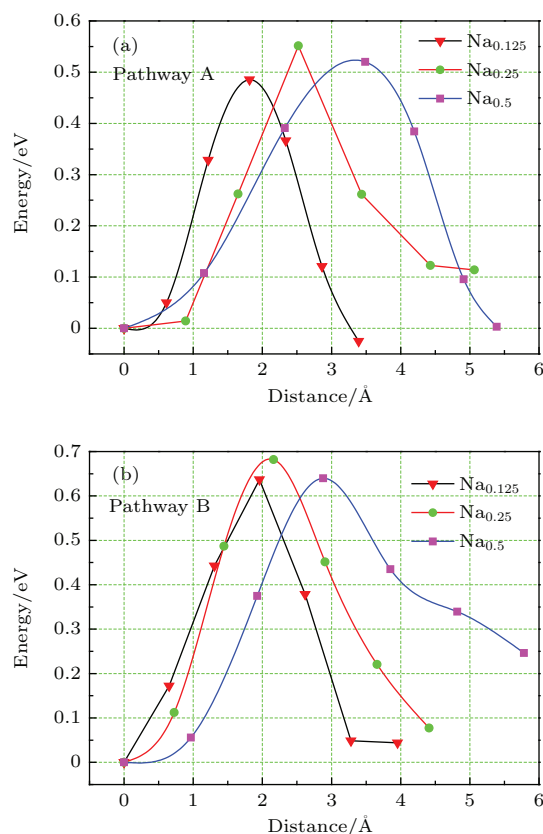 0.6
(a)
Pathway A
Na0.125
Na0.25
Na0.5
0.5
0.4
0.3
0.2
0.1
0
Energy/eV
0 1 2 3 4 5 6
Distance/Å
0.7
(b)
Pathway B
Na0.125
Na0.25
Na0.5
0.6
0.5
0.4
0.3
0.2
0.1
0
Energy/eV
0 1 2 3 4 5 6
Distance/Å